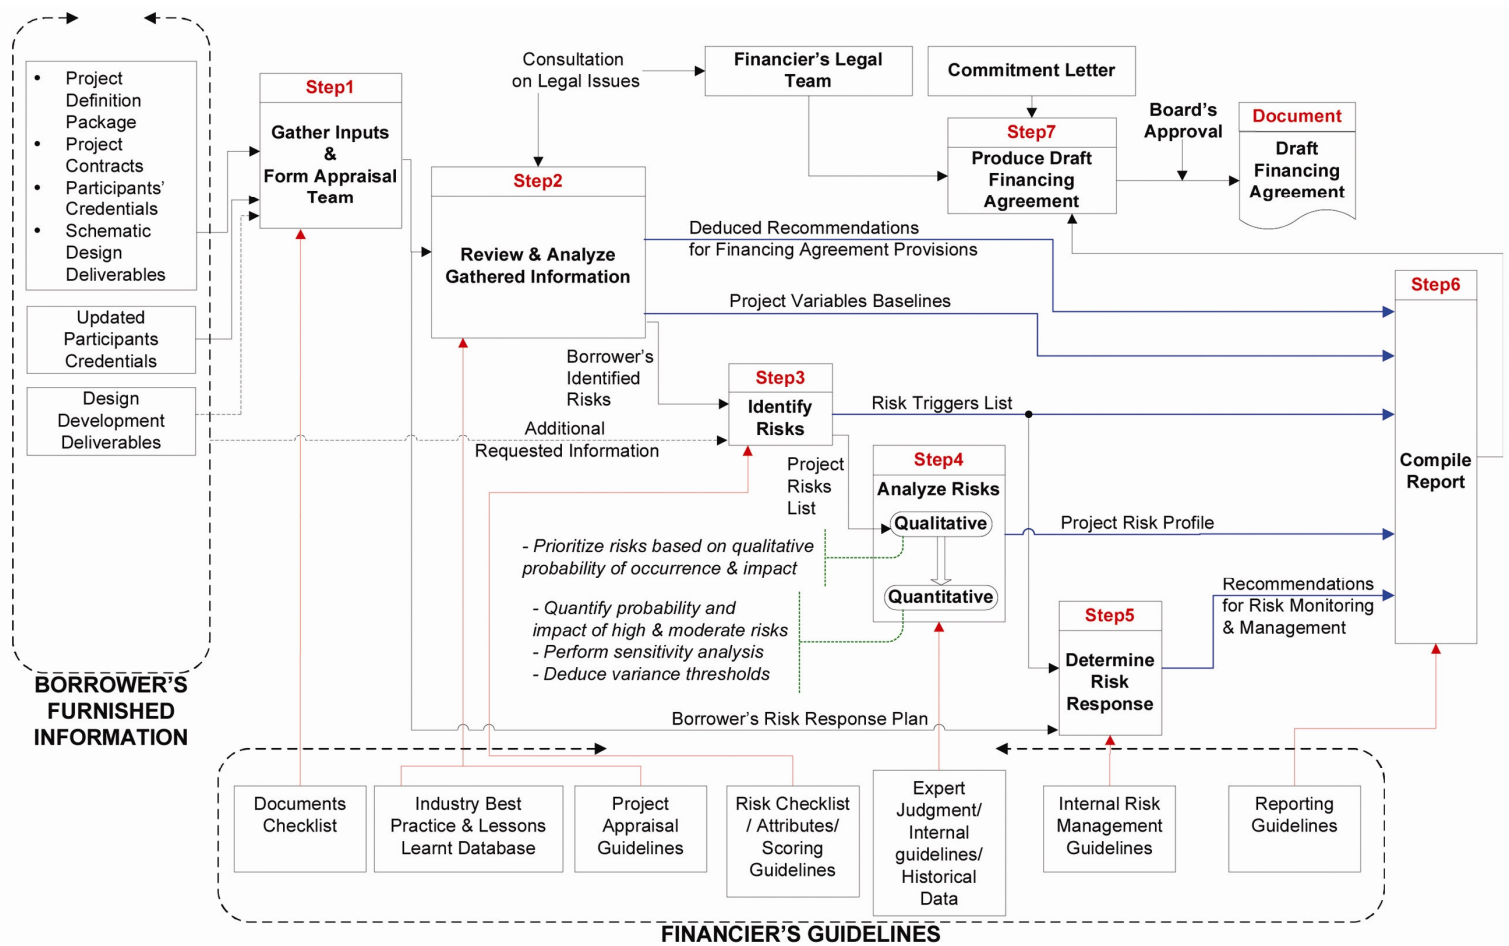 • Project
Definition
Package
• Project
Contracts
• Participants’
Credentials
• Schematic
Design
Deliverables
Updated
Participants
Credentials
Design
Development
Deliverables
BORROWER’S
FURNISHED
INFORMATION
Step1
Gather Inputs
&
Form Appraisal
Team
Consultation
on Legal Issues
Financier’s Legal
Team
Commitment Letter
Step7
Produce Draft
Financing
Agreement
Board’s
Approval
Document
Draft
Financing
Agreement
Step2
Review & Analyze
Gathered Information
Deduced Recommendations
for Financing Agreement Provisions
Project Variables Baselines
Borrower’s
Identified
Risks
Additional
Requested Information
Step3
Identify
Risks
Risk Triggers List
Project
Risks
List
Step4
Analyze Risks
Qualitative
Quantitative
- Prioritize risks based on qualitative
probability of occurrence & impact
- Quantify probability and
impact of high & moderate risks
- Perform sensitivity analysis
- Deduce variance thresholds
Project Risk Profile
Recommendations
for Risk Monitoring
& Management
Step5
Determine
Risk
Response
Borrower’s Risk Response Plan
Step6
Compile
Report
Documents
Checklist
Industry Best
Practice & Lessons
Learnt Database
Project
Appraisal
Guidelines
Risk Checklist
/ Attributes/
Scoring
Guidelines
Expert
Judgment/
Internal
guidelines/
Historical
Data
Internal Risk
Management
Guidelines
Reporting
Guidelines
FINANCIER’S GUIDELINES